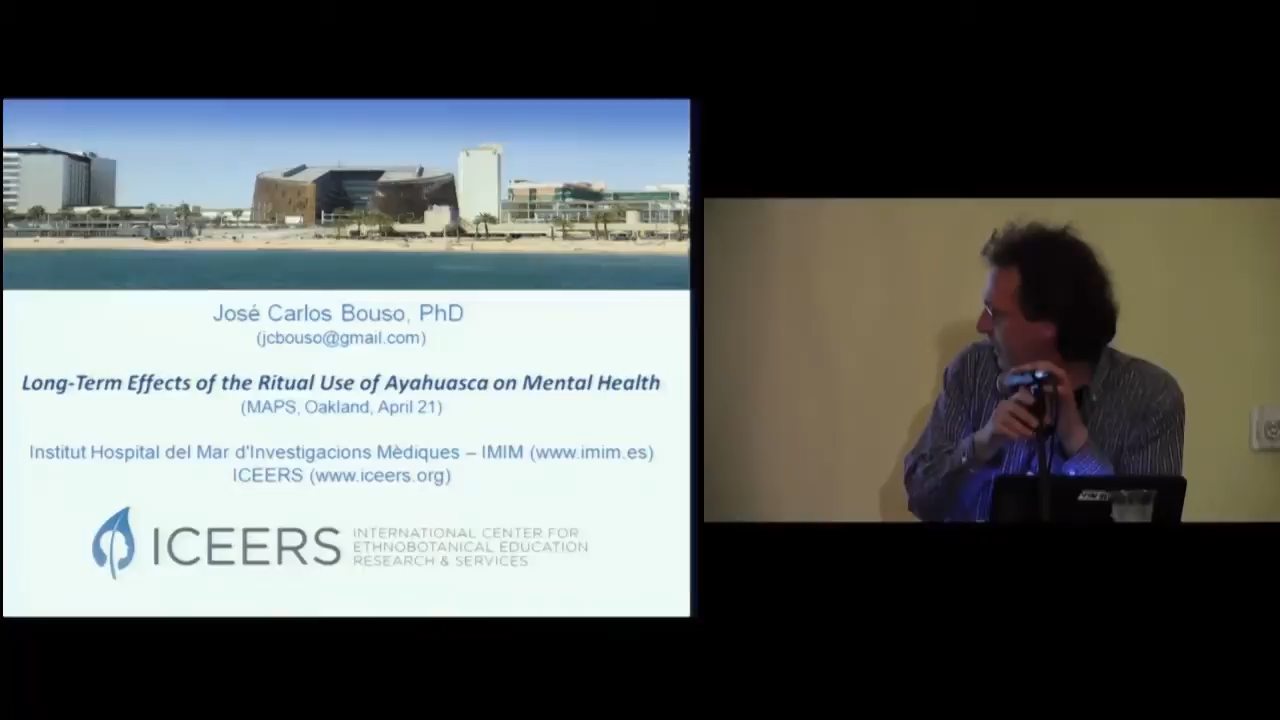 José Carlos Bouso, PhD
(jcbouso@gmail.com)
Long-Term Effects of the Ritual Use of Ayahuasca on Mental Health
(MAPS, Oakland, April 21)
Institut Hospital del Mar d'Investigacions Mèdiques – IMIM (www.imim.es)
ICEERS (www.iceers.org)
ICEERS
INTERNATIONAL CENTER FOR
ETHNOBOTANICAL EDUCATION
RESEARCH & SERVICES